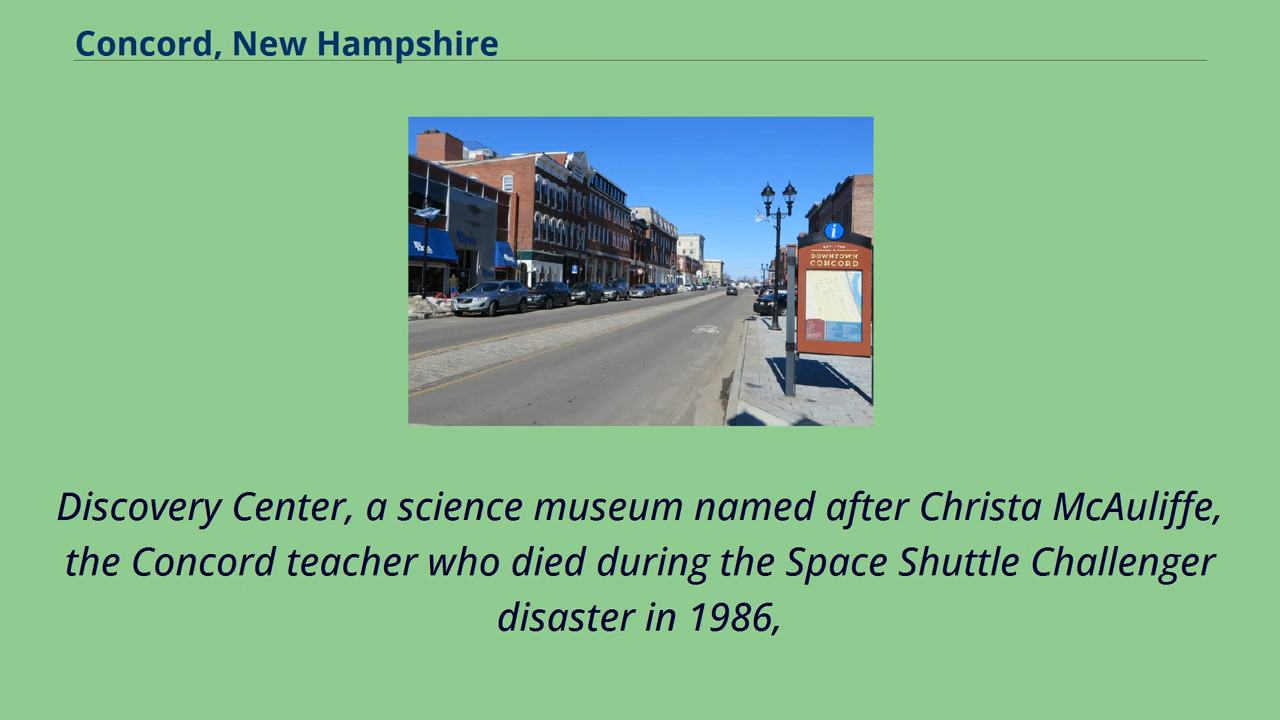 Concord, New Hampshire
i
DOWNTOWN
CONCORD
Discovery Center, a science museum named after Christa McAuliffe,
the Concord teacher who died during the Space Shuttle Challenger
disaster in 1986,